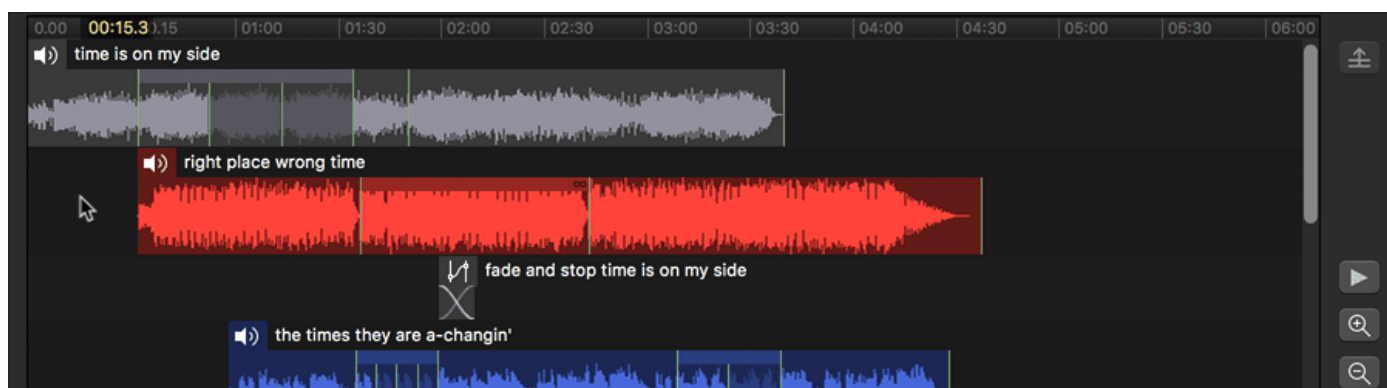 0.00 00:15.3 0.15 01:00 01:30 02:00 02:30 03:00 03:30 04:00 04:30 05:00 05:30 06:00
time is on my side
right place wrong time
∞
fade and stop time is on my side
the times they are a-changin'